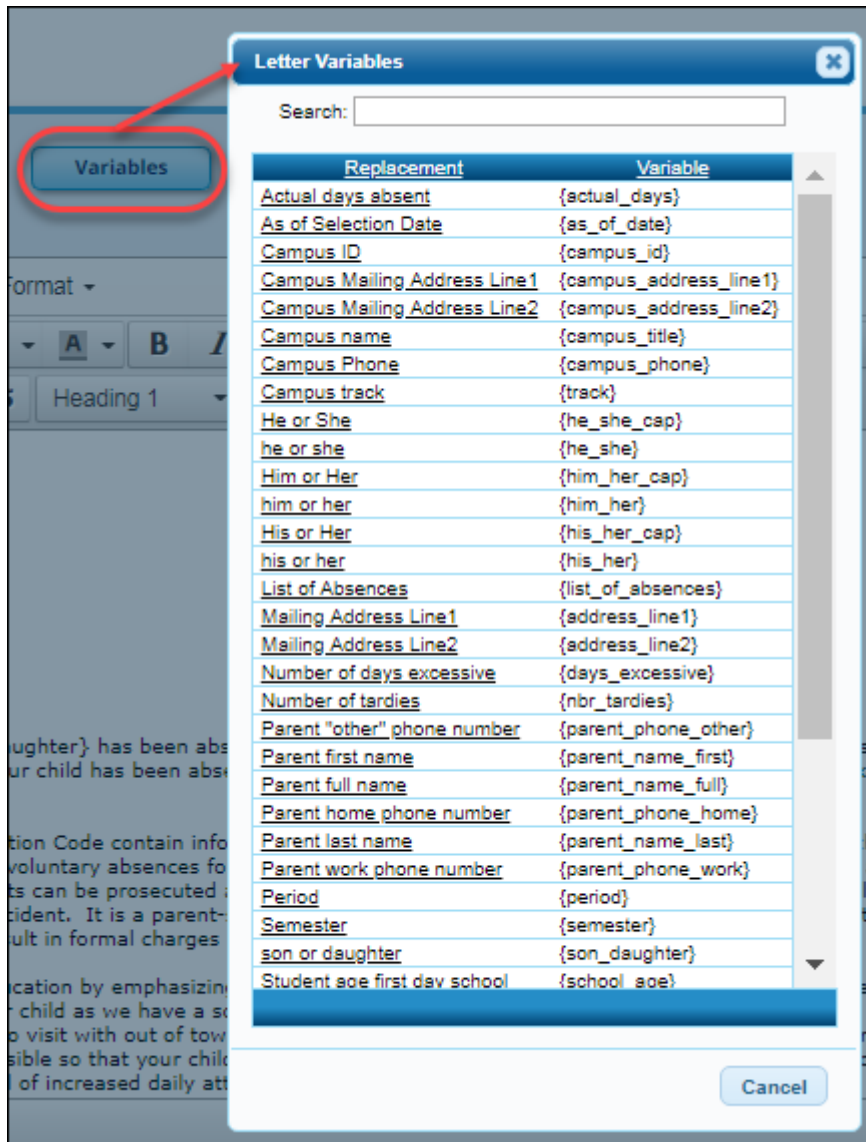 Letter Variables
Search:
Variables
Replacement Variable
Actual days absent {actual_days}
As of Selection Date {as_of_date}
Campus ID {campus_id}
Campus Mailing Address Line1 {campus_address_line1}
Campus Mailing Address Line2 {campus_address_line2}
Campus name {campus_title}
Campus Phone {campus_phone}
Campus track {track}
He or She {he_she_cap}
he or she {he_she}
Him or Her {him_her_cap}
him or her {him_her}
His or Her {his_her_cap}
his or her {his_her}
List of Absences {list_of_absences}
Mailing Address Line1 {address_line1}
Mailing Address Line2 {address_line2}
Number of days excessive {days_excessive}
Number of tardies {nbr_tardies}
Parent "other" phone number {parent_phone_other}
Parent first name {parent_name_first}
Parent full name {parent_name_full}
Parent home phone number {parent_phone_home}
Parent last name {parent_name_last}
Parent work phone number {parent_phone_work}
Period {period}
Semester {semester}
son or daughter {son_daughter}
Student age first day school {school_age}
Cancel
ormat
A B I
Heading 1
ughter} has been abs
ur child has been abs
tion Code contain info
voluntary absences fo
ts can be prosecuted
cident. It is a parent-
sult in formal charges
ucation by emphasizing
r child as we have a s
o visit with out of tow
sible so that your child
l of increased daily att